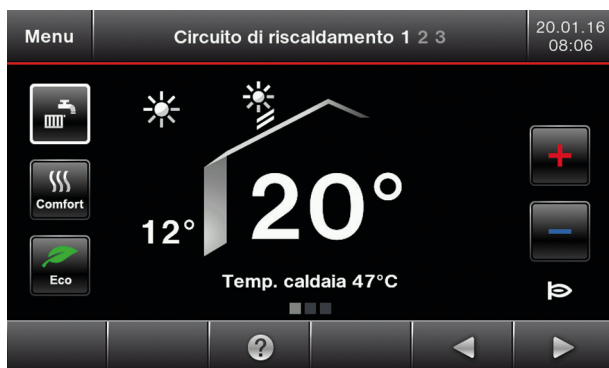 Menu
Circuito di riscaldamento 1 2 3
20.01.16
08:06
Comfort
Eco
12°
20°
+
−
Temp. caldaia 47°C
?